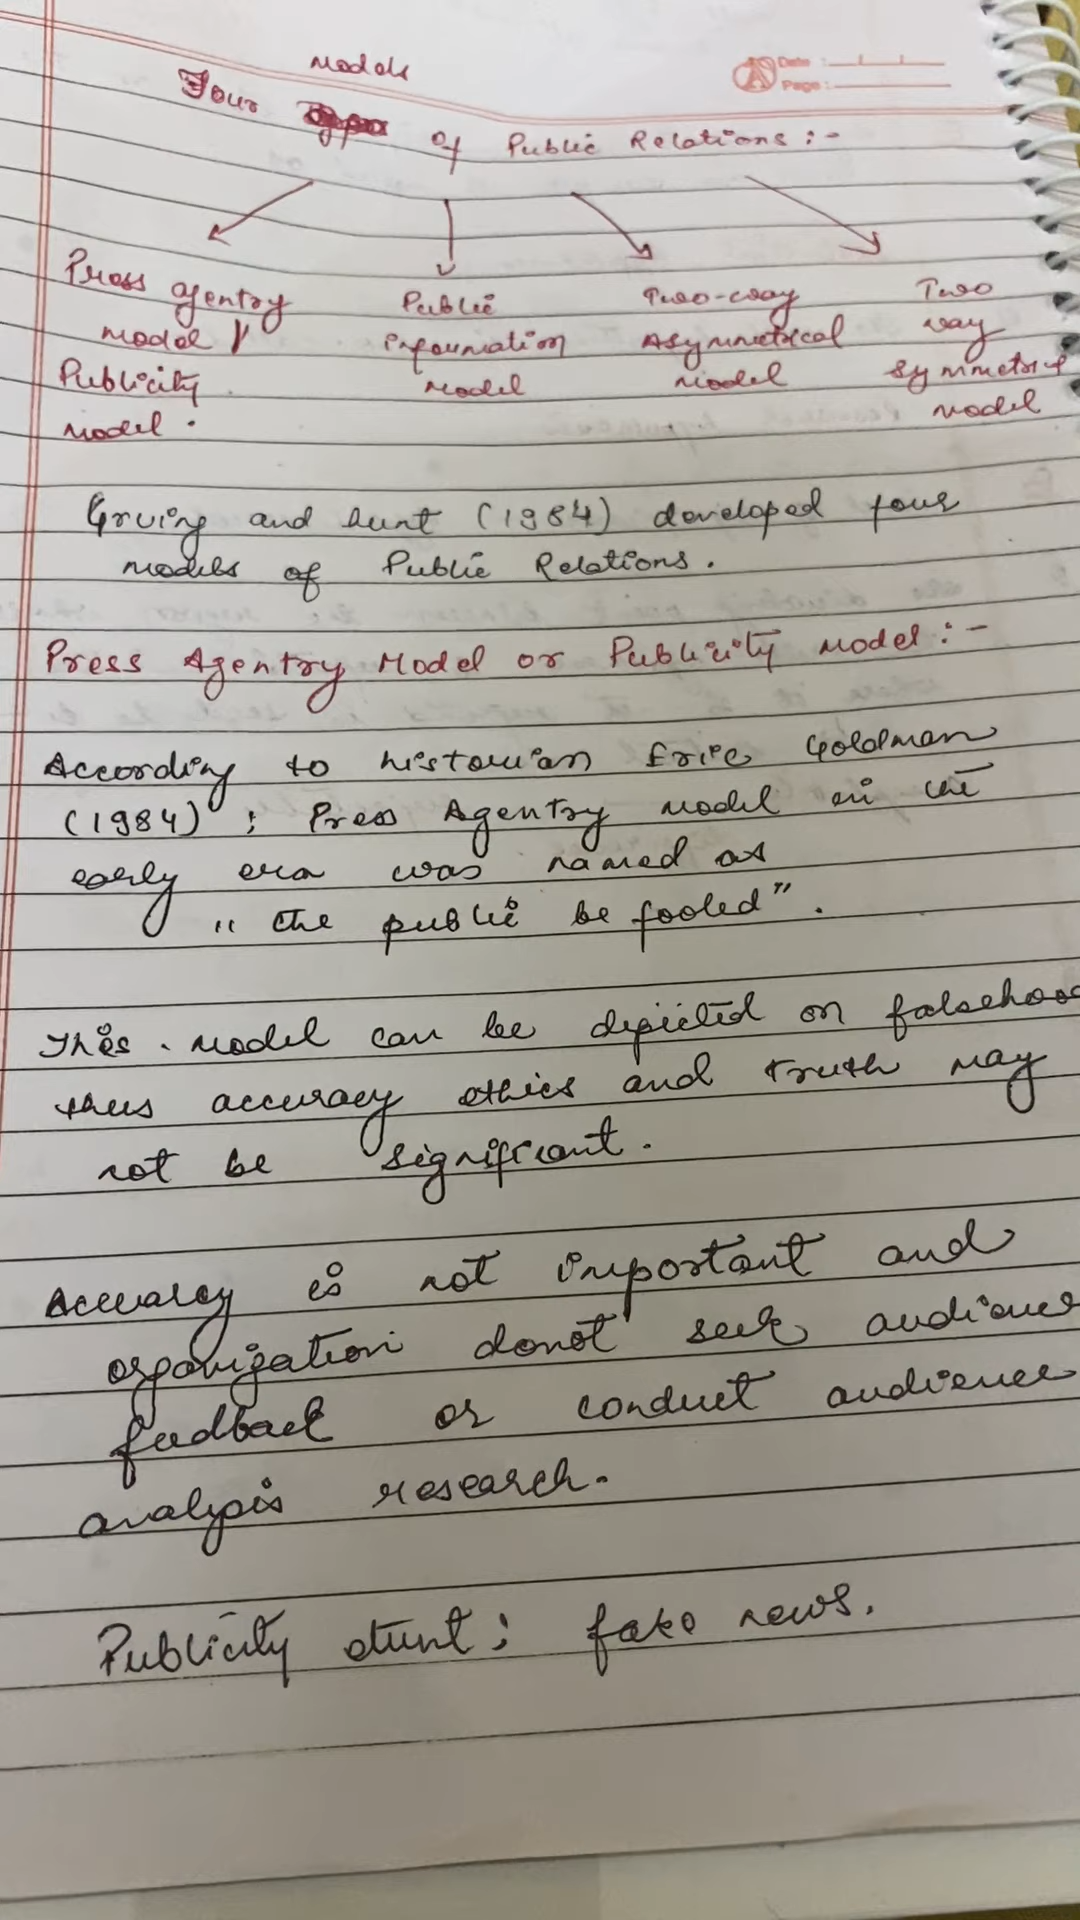 Models
Date :
Page :
Four of Public Relations :-
Press agentry model / Publicity model.
Public information model
Two-way Asymmetrical model
Two way symmetric model
Gruing and hunt (1984) developed four
models of Public Relations.
Press Agentry Model or Publicity model :-
According to historian Eric Goldman
(1984) ; Press Agentry model in the
early era was named as
" the public be fooled".
This . model can be depicted on falsehood
thus accuracy ethics and truth may
not be significant.
Accuracy is not important and
organization donot seek audience
feedback or conduct audience
analysis research.
Publicity stunt : fake news.